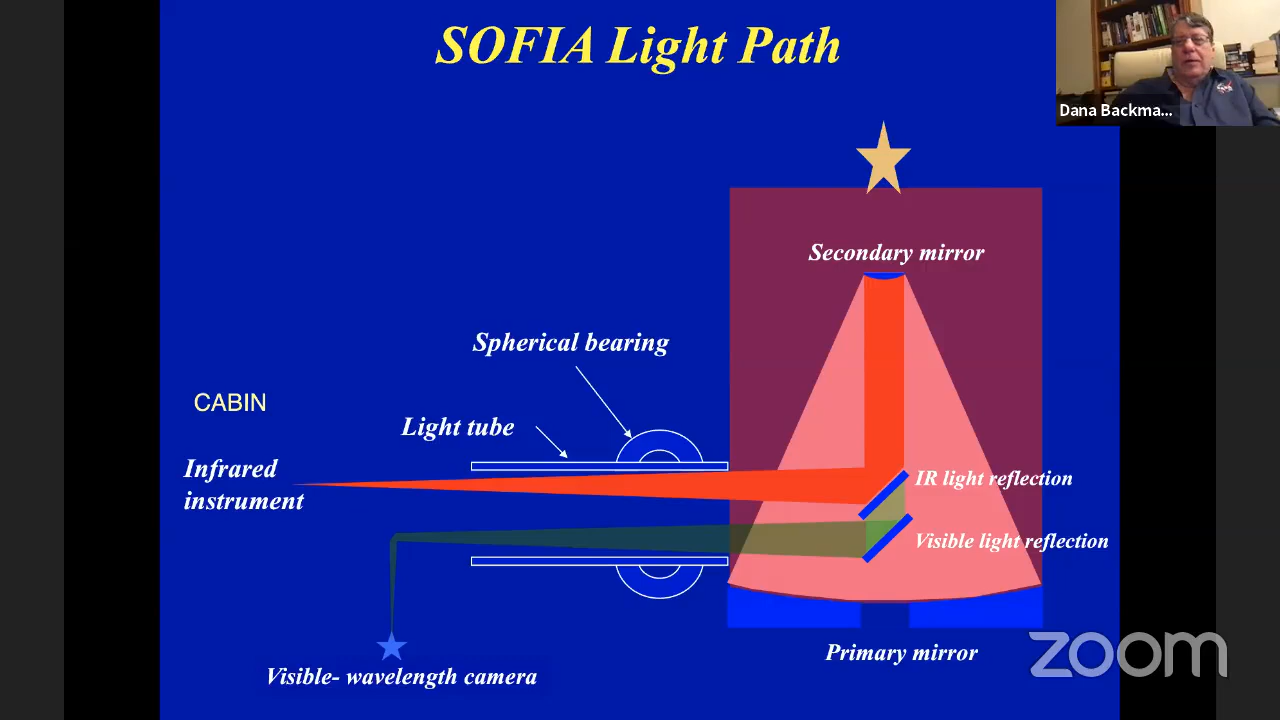 SOFIA Light Path
Dana Backma...
Secondary mirror
Spherical bearing
CABIN
Light tube
Infrared
instrument
IR light reflection
Visible light reflection
Primary mirror
Visible- wavelength camera
zoom